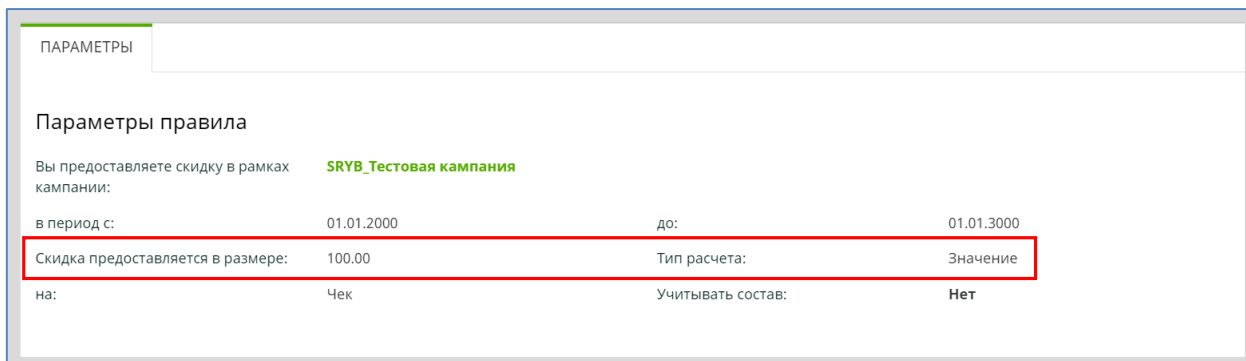 ПАРАМЕТРЫ
Параметры правила
Вы предоставляете скидку в рамках кампании: SRYB_Тестовая кампания
в период с: 01.01.2000 до: 01.01.3000
Скидка предоставляется в размере: 100.00 Тип расчета: Значение
на: Чек Учитывать состав: Нет